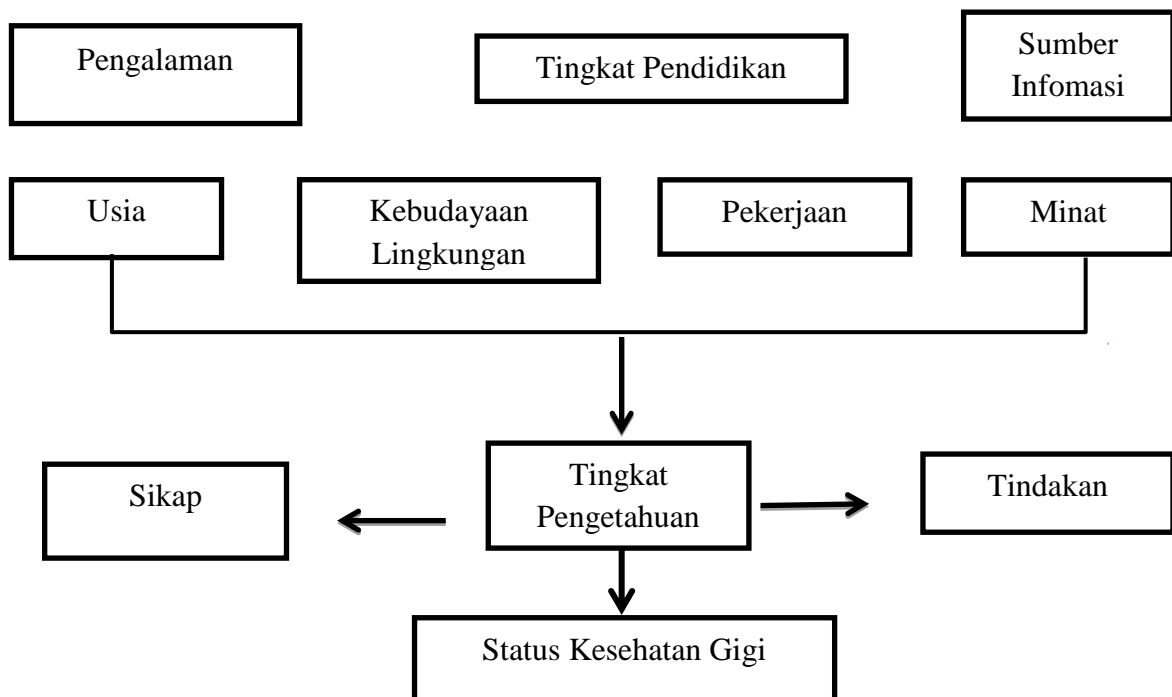 Pengalaman
Tingkat Pendidikan
Sumber
Infomasi
Usia
Kebudayaan
Lingkungan
Pekerjaan
Minat
Sikap
Tingkat
Pengetahuan
Tindakan
Status Kesehatan Gigi